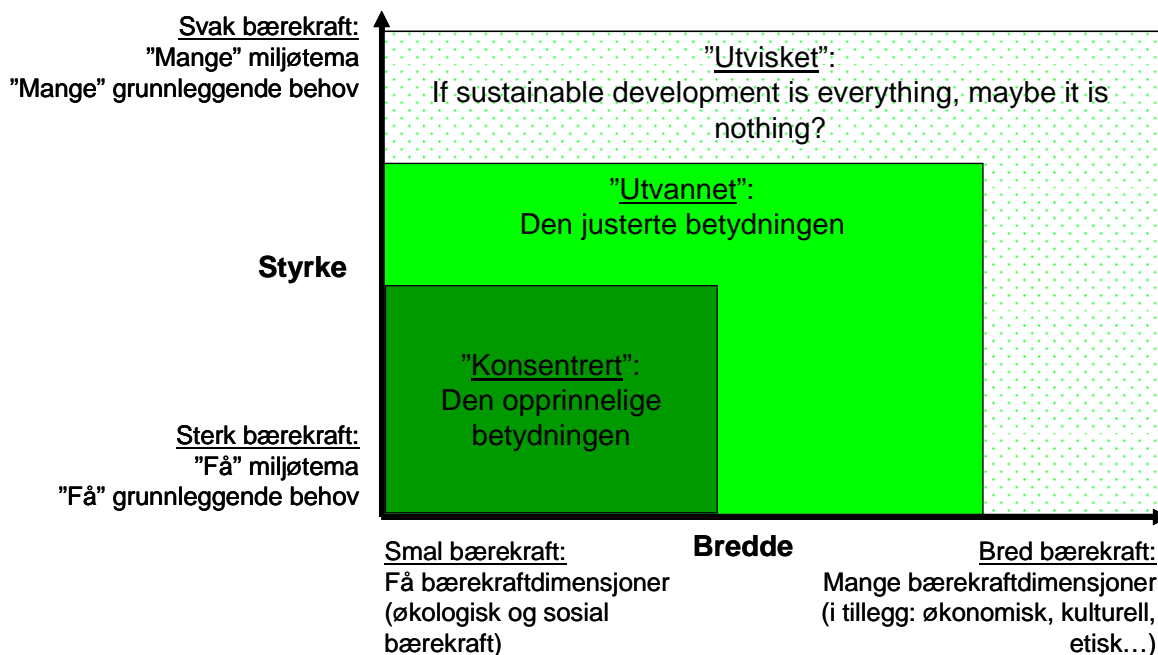 Svak bærekraft:
"Mange" miljøtema
"Mange" grunnleggende behov
"Utvisket":
If sustainable development is everything, maybe it is
nothing?
"Utvannet":
Den justerte betydningen
Styrke
"Konsentrert":
Den opprinnelige
betydningen
Sterk bærekraft:
"Få" miljøtema
"Få" grunnleggende behov
Bredde
Smal bærekraft:
Få bærekraftdimensjoner
(økologisk og sosial
bærekraft)
Bred bærekraft:
Mange bærekraftdimensjoner
(i tillegg: økonomisk, kulturell,
etisk…)